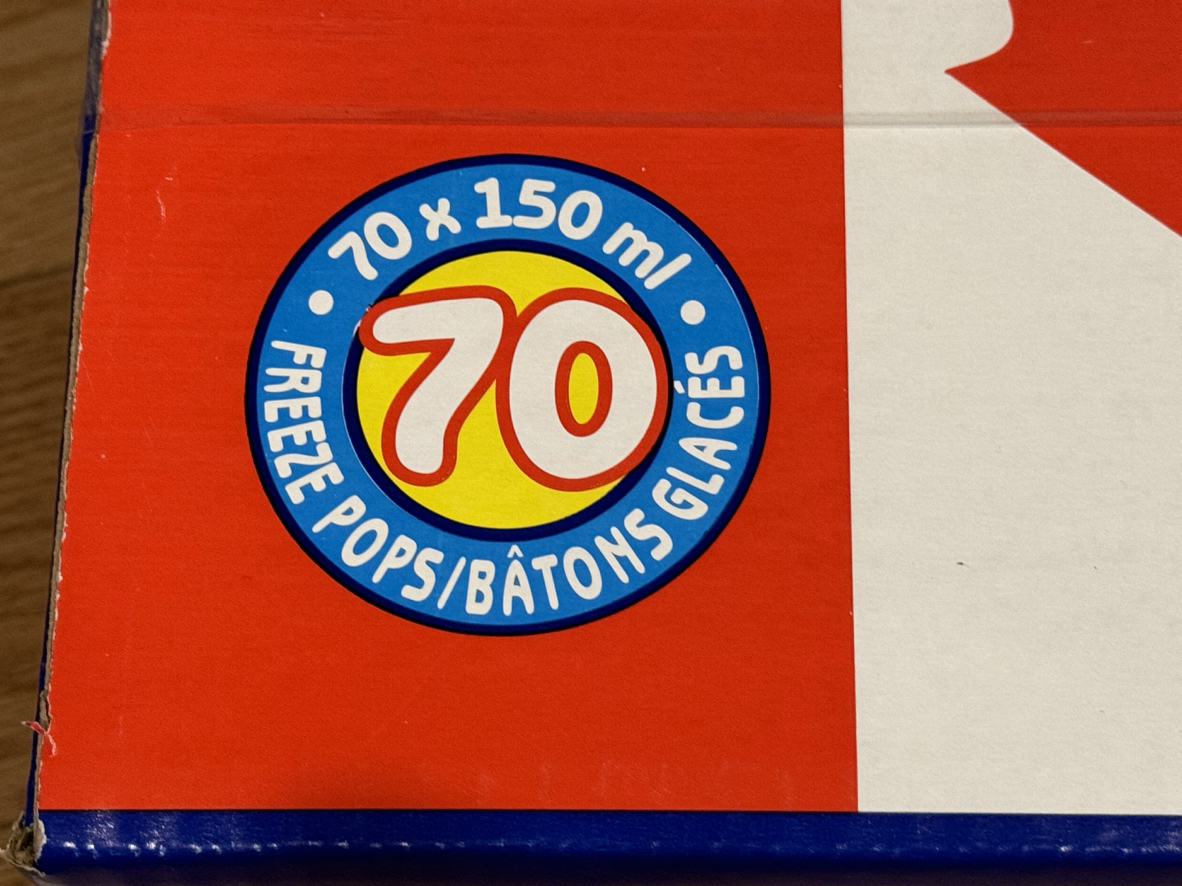 70 x 150 ml
70
FREEZE POPS/BÂTONS GLACÉS